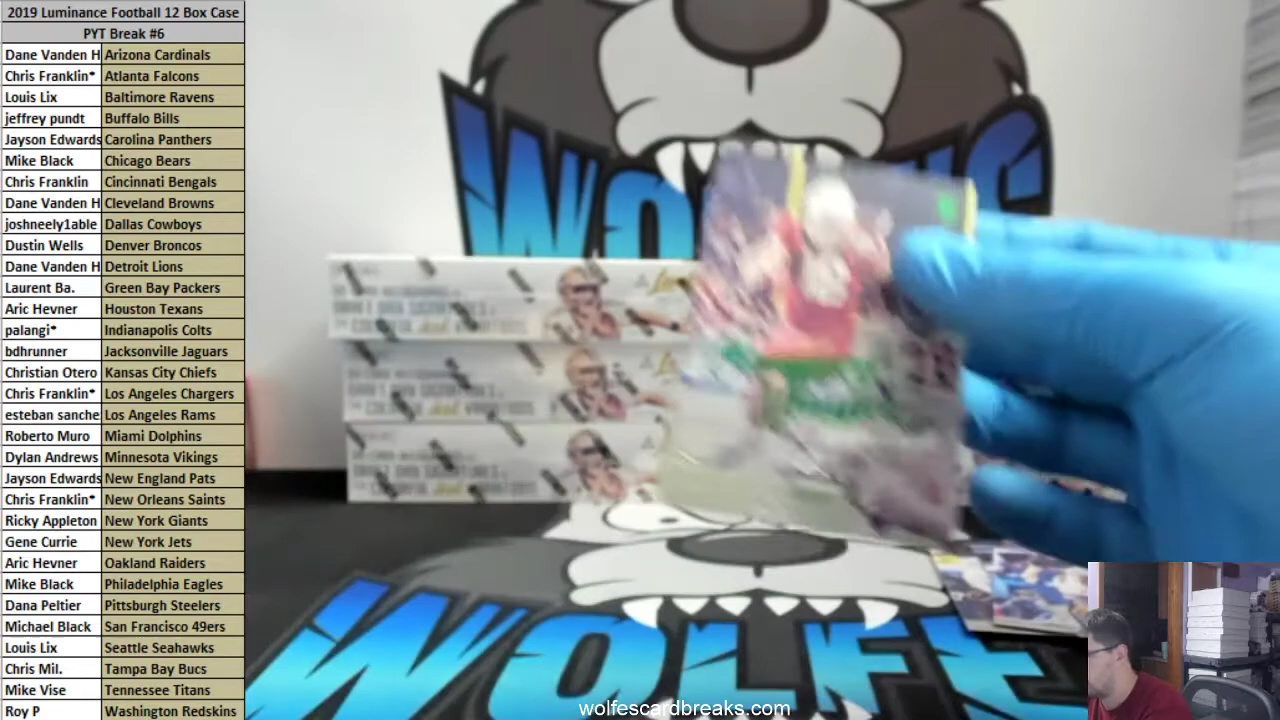 2019 Luminance Football 12 Box Case
PYT Break #6
Dane Vanden H Arizona Cardinals
Chris Franklin* Atlanta Falcons
Louis Lix Baltimore Ravens
jeffrey pundt Buffalo Bills
Jayson Edwards Carolina Panthers
Mike Black Chicago Bears
Chris Franklin Cincinnati Bengals
Dane Vanden H Cleveland Browns
joshneely1able Dallas Cowboys
Dustin Wells Denver Broncos
Dane Vanden H Detroit Lions
Laurent Ba. Green Bay Packers
Aric Hevner Houston Texans
palangi* Indianapolis Colts
bdhrunner Jacksonville Jaguars
Christian Otero Kansas City Chiefs
Chris Franklin* Los Angeles Chargers
esteban sanche Los Angeles Rams
Roberto Muro Miami Dolphins
Dylan Andrews Minnesota Vikings
Jayson Edwards New England Pats
Chris Franklin* New Orleans Saints
Ricky Appleton New York Giants
Gene Currie New York Jets
Aric Hevner Oakland Raiders
Mike Black Philadelphia Eagles
Dana Peltier Pittsburgh Steelers
Michael Black San Francisco 49ers
Louis Lix Seattle Seahawks
Chris Mil. Tampa Bay Bucs
Mike Vise Tennessee Titans
Roy P Washington Redskins
WOLFE
wolfescardbreaks.com